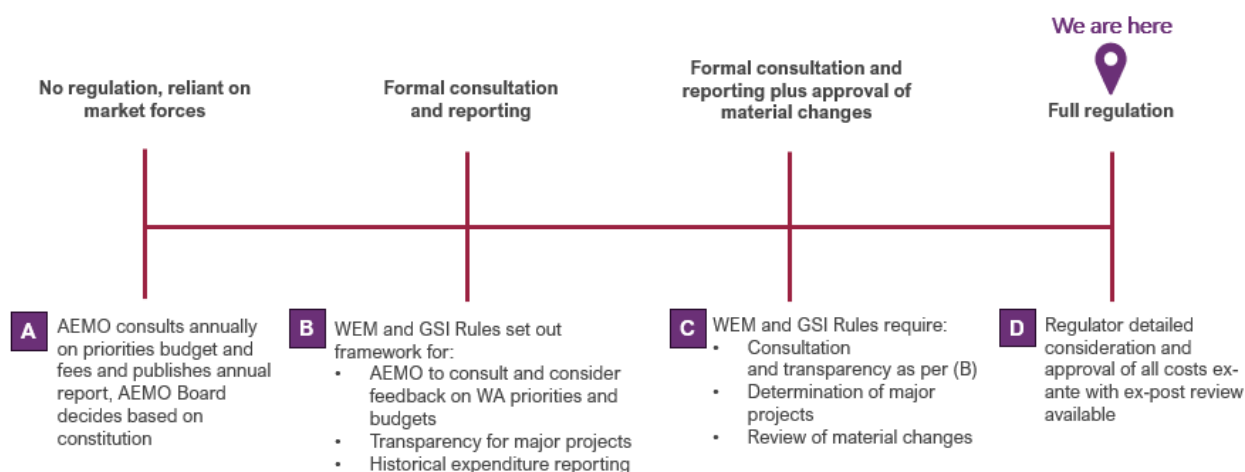 We are here
No regulation, reliant on
market forces
Formal consultation
and reporting
Formal consultation and
reporting plus approval of
material changes
Full regulation
A
AEMO consults annually
on priorities budget and
fees and publishes annual
report, AEMO Board
decides based on
constitution
B
WEM and GSI Rules set out
framework for:
• AEMO to consult and consider
feedback on WA priorities and
budgets
• Transparency for major projects
• Historical expenditure reporting
C
WEM and GSI Rules require:
• Consultation
and transparency as per (B)
• Determination of major
projects
• Review of material changes
D
Regulator detailed
consideration and
approval of all costs ex-
ante with ex-post review
available